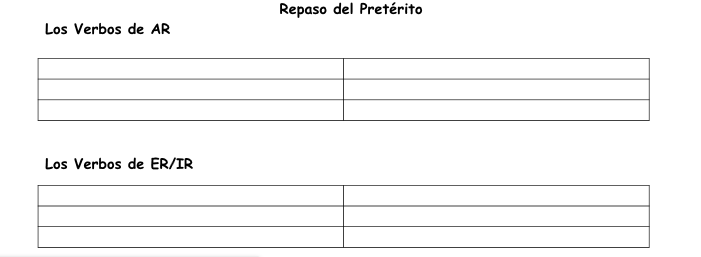 Repaso del Pretérito
Los Verbos de AR
Los Verbos de ER/IR